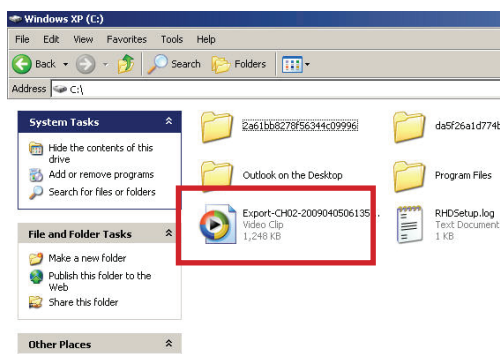 Windows XP (C:)
File Edit View Favorites Tools Help
Back Search Folders
Address C:\
System Tasks
Hide the contents of this
drive
Add or remove programs
Search for files or folders
File and Folder Tasks
Make a new folder
Publish this folder to the
Web
Share this folder
Other Places
2a61bb8278f56344c09996
da5f26a1d774b
Outlook on the Desktop
Program Files
Export-CH02-2009040506135...
Video Clip
1,248 KB
RHDSetup.log
Text Document
1 KB